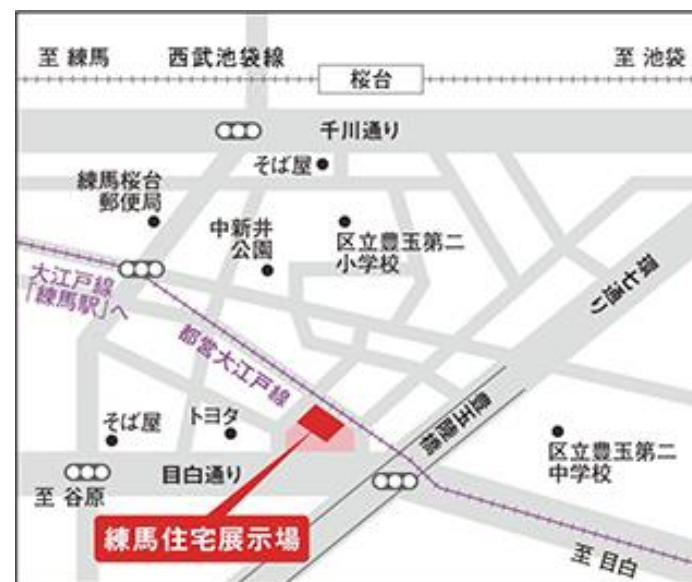 至 練馬
西武池袋線
至 池袋
桜台
千川通り
そば屋
練馬桜台
郵便局
中新井
公園
区立豊玉第二
小学校
環七通り
大江戸線
「練馬駅」へ
都営大江戸線
豊玉陸橋
そば屋
トヨタ
区立豊玉第二
中学校
目白通り
至 谷原
練馬住宅展示場
至 目白